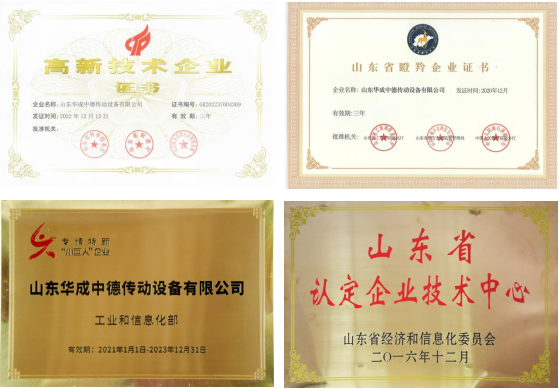 高新技术企业
证书
企业名称：山东华成中德传动设备有限公司
证书编号：GR202237004309
发证时间：2022年12月12日
有效期：三年
批准机关：
山东省瞪羚企业证书
企业名称：山东华成中德传动设备有限公司
发证时间：2020年12月
有效期：三年
批准机关：
专精特新
“小巨人”企业
山东华成中德传动设备有限公司
工业和信息化部
有效期：2021年1月1日-2023年12月31日
山东省
认定企业技术中心
山东省经济和信息化委员会
二〇一六年十二月